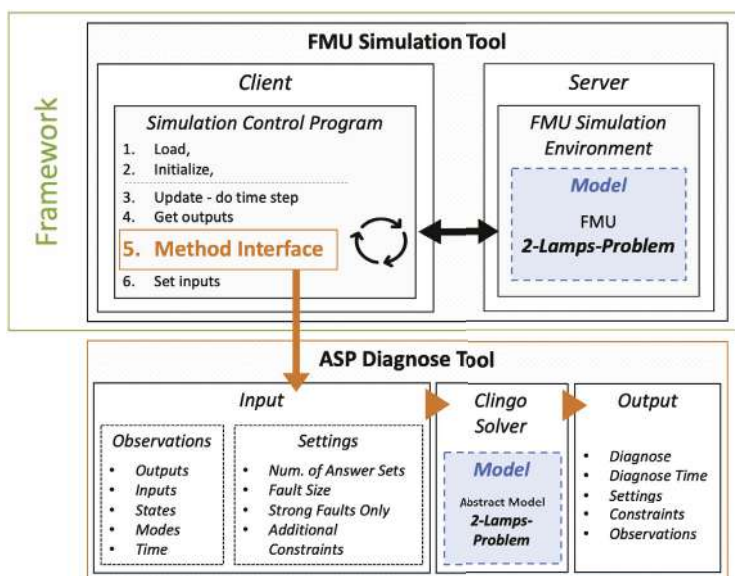 Framework
FMU Simulation Tool
Client
Simulation Control Program
1. Load,
2. Initialize,
3. Update - do time step
4. Get outputs
5. Method Interface
6. Set inputs
Server
FMU Simulation
Environment
Model
FMU
2-Lamps-Problem
ASP Diagnose Tool
Input
Observations
• Outputs
• Inputs
• States
• Modes
• Time
Settings
• Num. of Answer Sets
• Fault Size
• Strong Faults Only
• Additional
Constraints
Clingo
Solver
Model
Abstract Model
2-Lamps-
Problem
Output
• Diagnose
• Diagnose Time
• Settings
• Constraints
• Observations